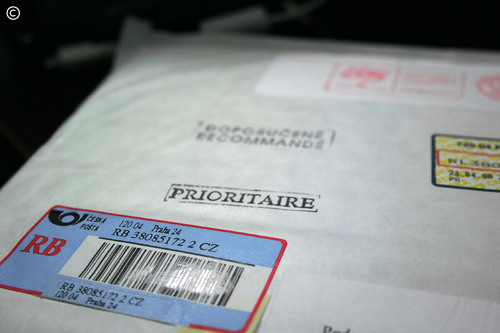 ©
DOPORUČENĚ
RECOMMANDÉ
PRIORITAIRE
ČESKÁ
POŠTA
120 04 Praha 24
RB 38085172 2 CZ
RB
RB 38085172 2 CZ
120 04 Praha 24